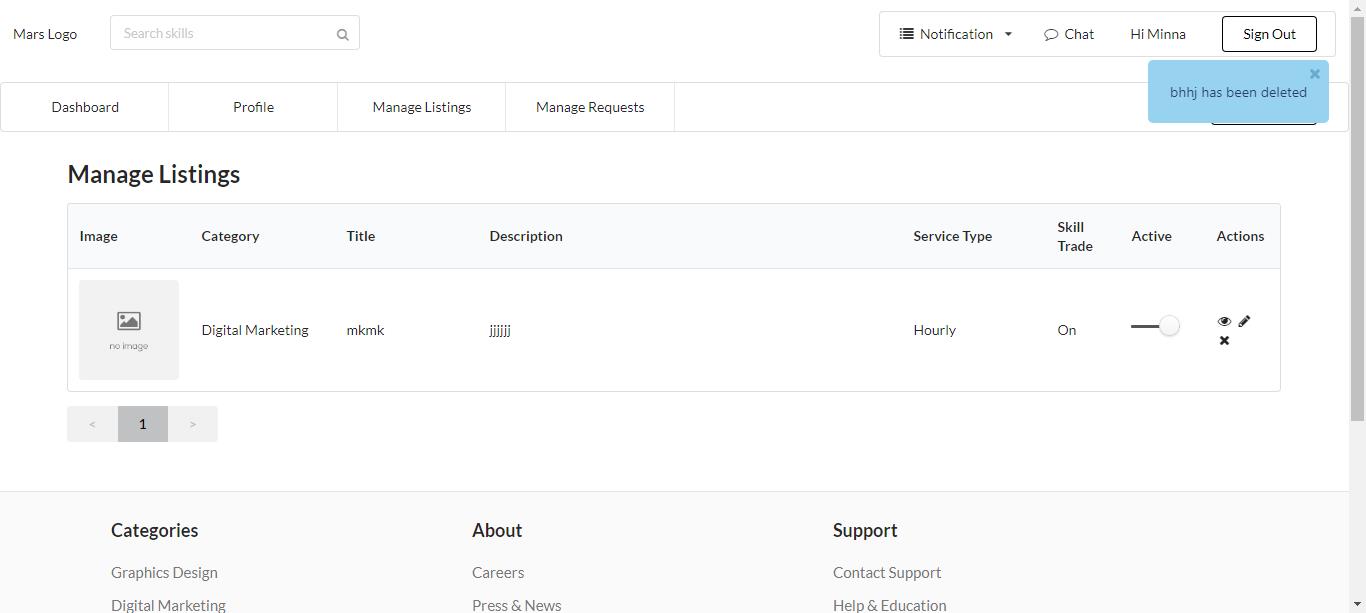 Mars Logo
Search skills
Notification
Chat
Hi Minna
Sign Out
bhhj has been deleted
Dashboard
Profile
Manage Listings
Manage Requests
Manage Listings
Image
Category
Title
Description
Service Type
Skill
Trade
Active
Actions
no image
Digital Marketing
mkmk
jjjjjj
Hourly
On
<
1
>
Categories
About
Support
Graphics Design
Careers
Contact Support
Digital Marketing
Press & News
Help & Education